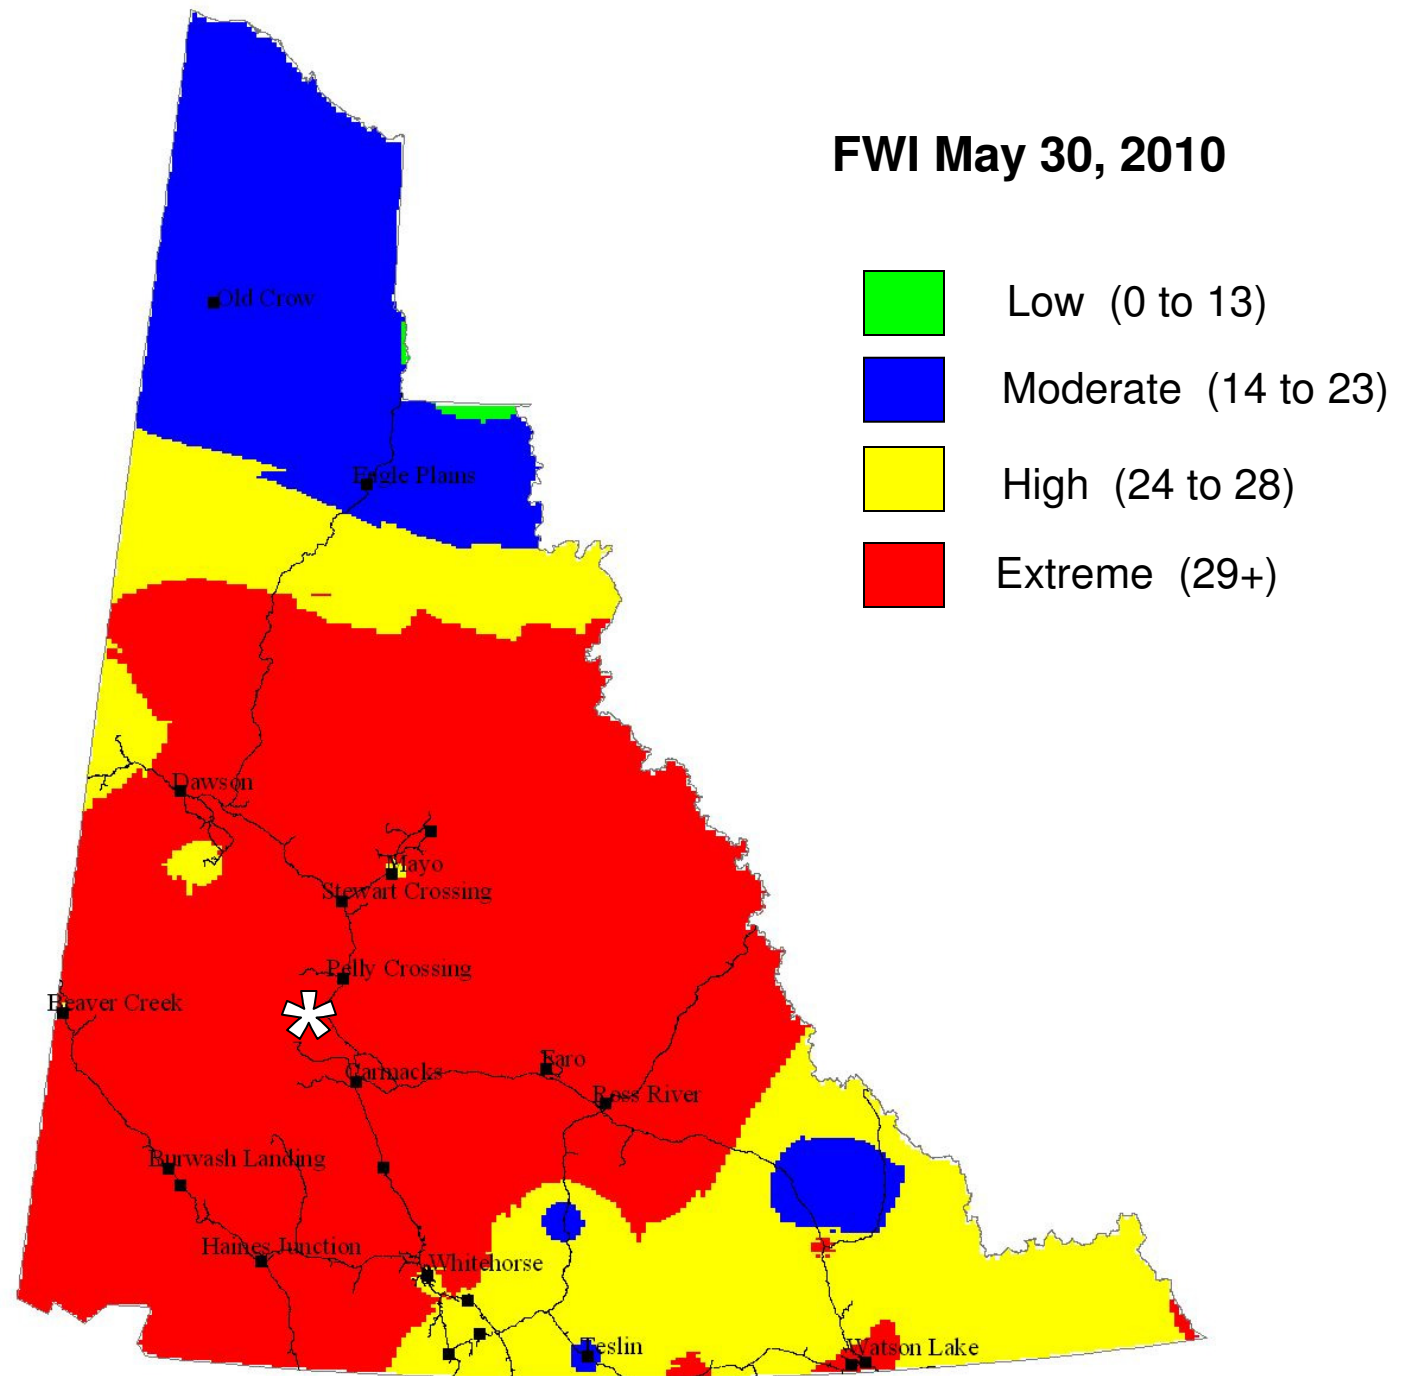 FWI May 30, 2010
Low (0 to 13)
Moderate (14 to 23)
High (24 to 28)
Extreme (29+)
Old Crow
Eagle Plains
Dawson
Mayo
Stewart Crossing
Pelly Crossing
Beaver Creek
*
Faro
Carmacks
Ross River
Burwash Landing
Haines Junction
Whitehorse
Teslin
Watson Lake